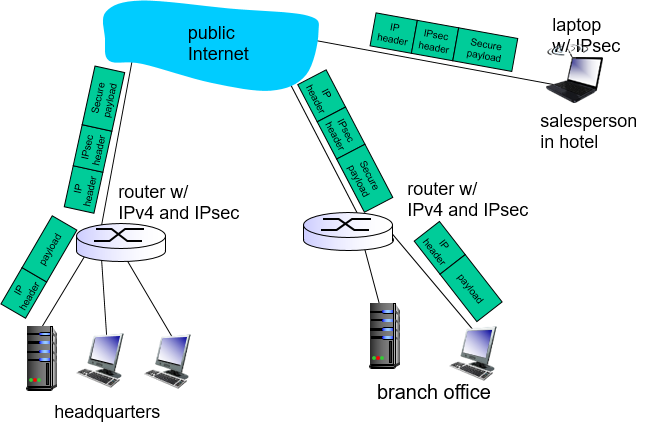 public
Internet
IP
header
IPsec
header
Secure
payload
laptop
w/ IPsec
salesperson
in hotel
Secure
payload
IPsec
header
IP
header
IP
header
IPsec
header
Secure
payload
router w/
IPv4 and IPsec
router w/
IPv4 and IPsec
payload
IP
header
IP
header
payload
headquarters
branch office